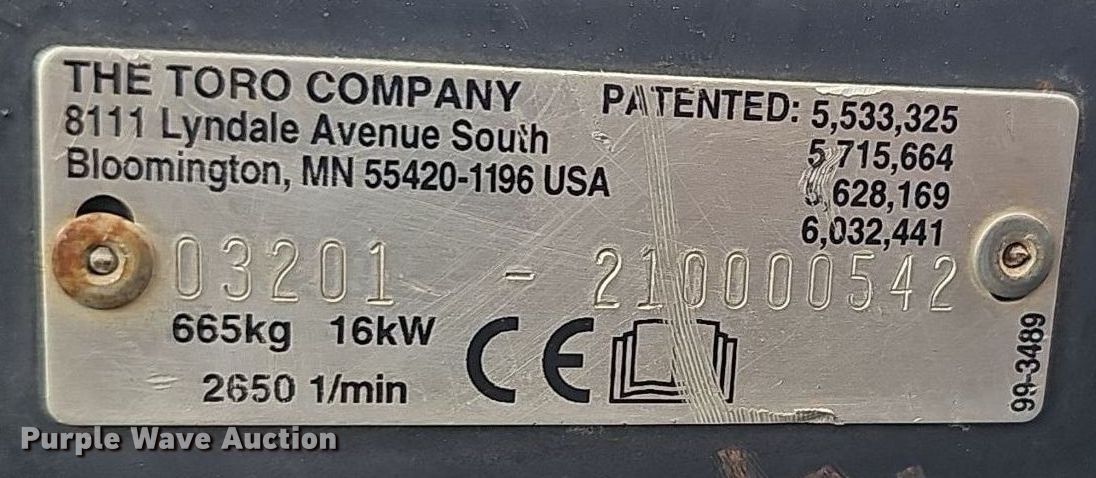 THE TORO COMPANY
8111 Lyndale Avenue South
Bloomington, MN 55420-1196 USA
PATENTED: 5,533,325
5,715,664
5,628,169
6,032,441
03201 - 210000542
665kg 16kW
2650 1/min
CE
99-3489
Purple Wave Auction